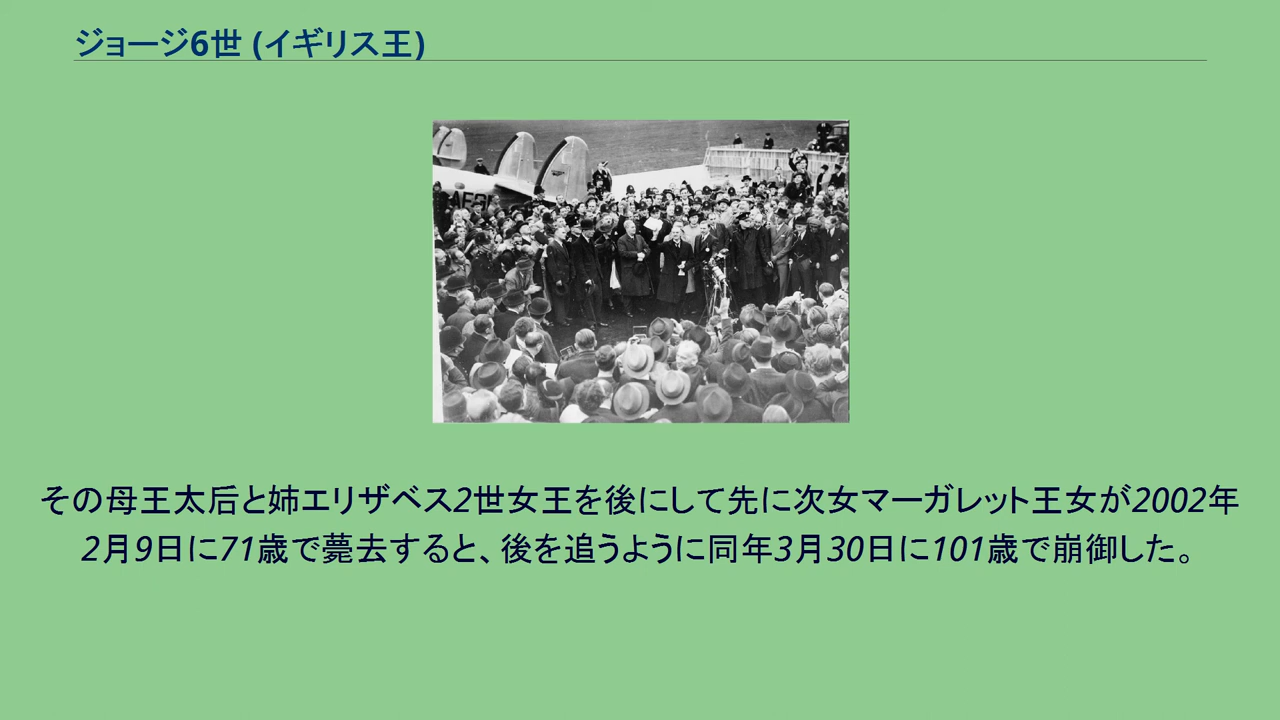 ジョージ6世 (イギリス王)
その母王太后と姉エリザベス2世女王を後にして先に次女マーガレット王女が2002年
2月9日に71歳で薨去すると、後を追うように同年3月30日に101歳で崩御した。